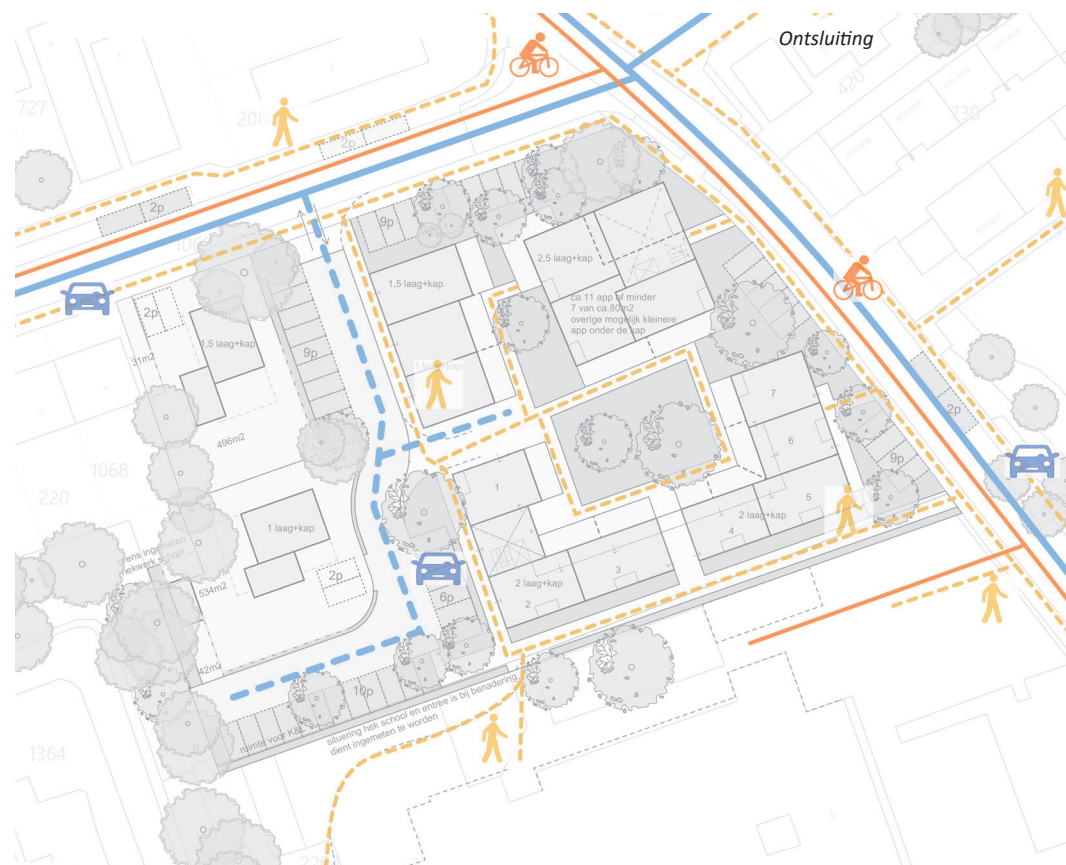 Ontsluiting
727
208
420
730
2p
2p
9p
1,5 laag+kap
2,5 laag+kap
ca.11 app of minder
7 van ca.80m2
overige mogelijk kleinere
app onder de kap
2p
31m2
1,5 laag+kap
9p
2p
7
496m2
6
9p
1068
220
1
5
4
2 laag+kap
1 laag+kap
3
2 laag+kap
2
2p
6p
534m2
42m2
10p
ruimte voor K&L
situering hek school en entree is bij benadering,
dient ingemeten te worden
1364